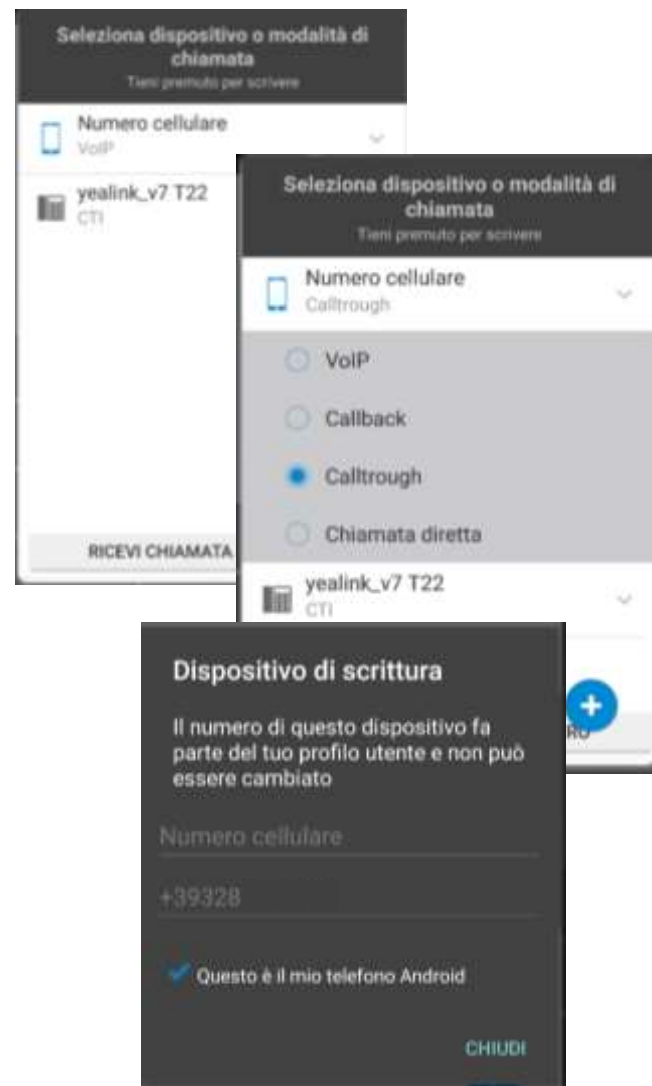 Seleziona dispositivo o modalità di
chiamata
Tieni premuto per scrivere
Numero cellulare
VoIP
yealink_v7 T22
CTI
RICEVI CHIAMATA
Seleziona dispositivo o modalità di
chiamata
Tieni premuto per scrivere
Numero cellulare
Calltrough
VoIP
Callback
Calltrough
Chiamata diretta
yealink_v7 T22
CTI
Dispositivo di scrittura
Il numero di questo dispositivo fa
parte del tuo profilo utente e non può
essere cambiato
Numero cellulare
+39328
Questo è il mio telefono Android
CHIUDI